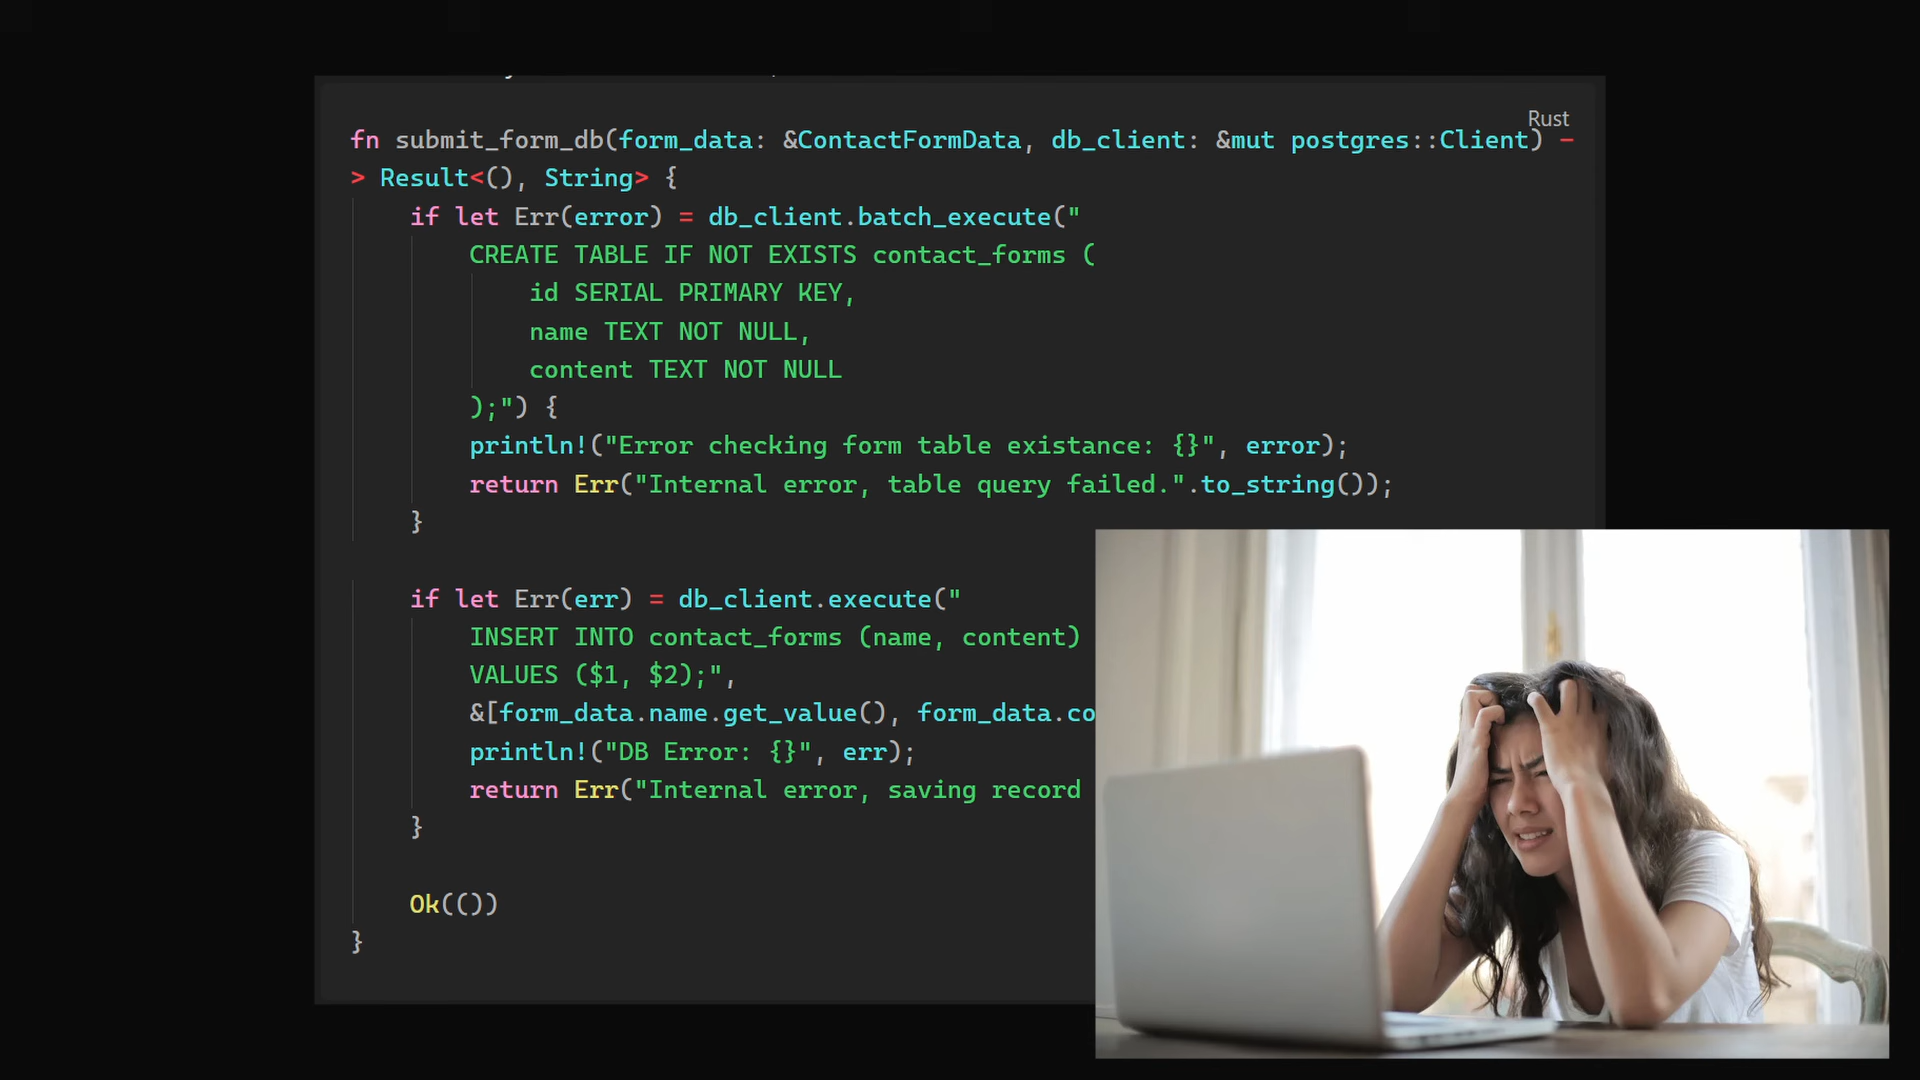 Rust
fn submit_form_db(form_data: &ContactFormData, db_client: &mut postgres::Client) -
> Result<(), String> {
if let Err(error) = db_client.batch_execute("
CREATE TABLE IF NOT EXISTS contact_forms (
id SERIAL PRIMARY KEY,
name TEXT NOT NULL,
content TEXT NOT NULL
);") {
println!("Error checking form table existance: {}", error);
return Err("Internal error, table query failed.".to_string());
}
if let Err(err) = db_client.execute("
INSERT INTO contact_forms (name, content)
VALUES ($1, $2);",
&[form_data.name.get_value(), form_data.co
println!("DB Error: {}", err);
return Err("Internal error, saving record
}
Ok(())
}